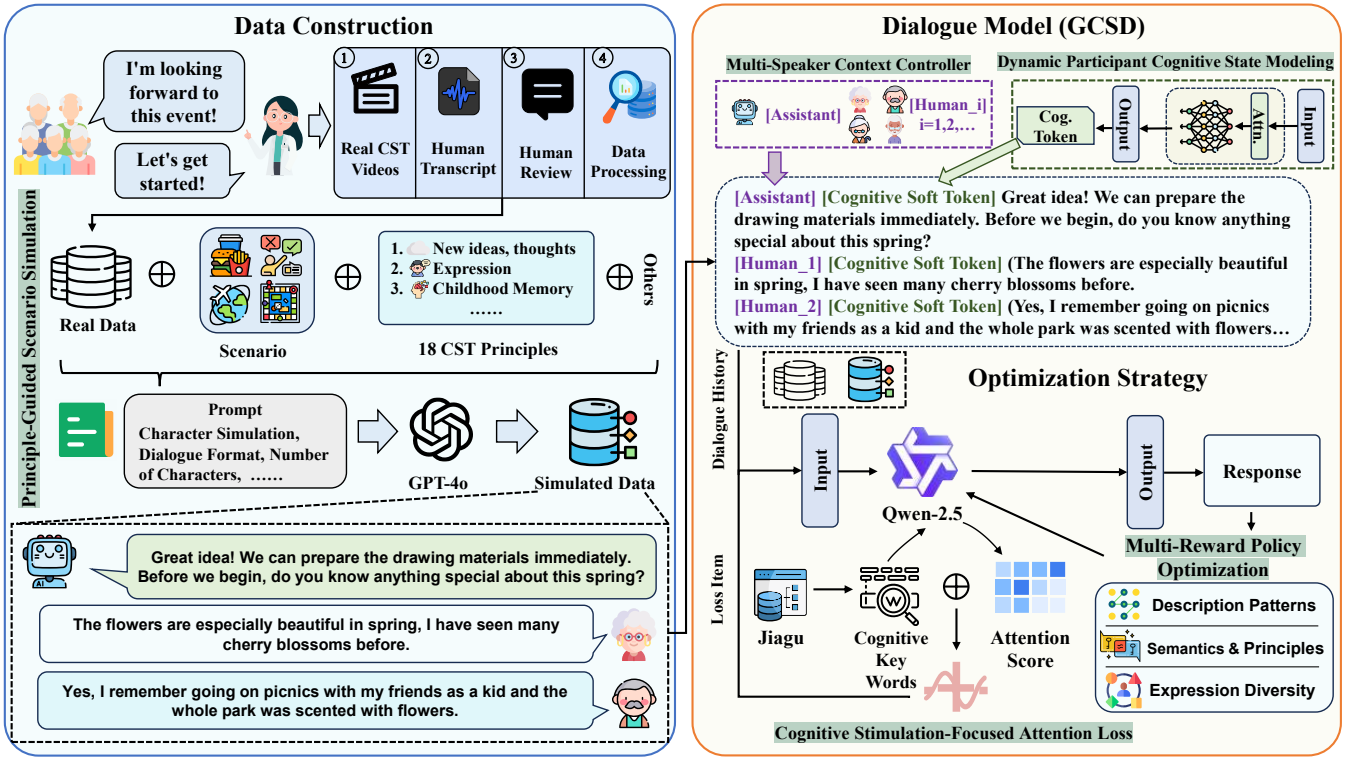 Data Construction
I'm looking
forward to
this event!
Let's get
started!
1
Real CST
Videos
2
Human
Transcript
3
Human
Review
4
Data
Processing
Principle-Guided Scenario Simulation
Real Data
Scenario
1. New ideas, thoughts
2. Expression
3. Childhood Memory
……
18 CST Principles
Others
Prompt
Character Simulation,
Dialogue Format, Number
of Characters, ……
GPT-4o
Simulated Data
AI
Great idea! We can prepare the drawing materials immediately.
Before we begin, do you know anything special about this spring?
The flowers are especially beautiful in spring, I have seen many
cherry blossoms before.
Yes, I remember going on picnics with my friends as a kid and the
whole park was scented with flowers.
Dialogue Model (GCSD)
Multi-Speaker Context Controller
[Assistant]
[Human_i]
i=1,2,…
Dynamic Participant Cognitive State Modeling
Cog.
Token
Output
Attn.
Input
[Assistant] [Cognitive Soft Token] Great idea! We can prepare the
drawing materials immediately. Before we begin, do you know anything
special about this spring?
[Human_1] [Cognitive Soft Token] (The flowers are especially beautiful
in spring, I have seen many cherry blossoms before.
[Human_2] [Cognitive Soft Token] (Yes, I remember going on picnics
with my friends as a kid and the whole park was scented with flowers…
Dialogue History
Optimization Strategy
Input
Qwen-2.5
Output
Response
Loss Item
Jiagu
W
Cognitive
Key
Words
Attention
Score
Multi-Reward Policy
Optimization
Description Patterns
Semantics & Principles
Expression Diversity
Cognitive Stimulation-Focused Attention Loss